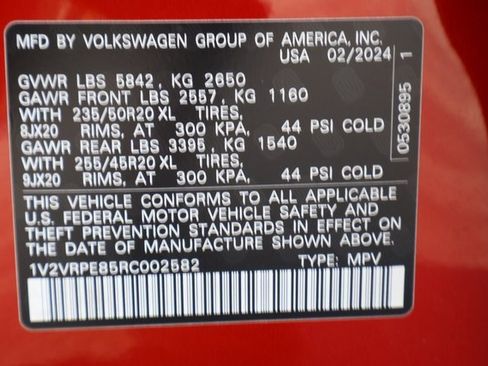 MFD BY VOLKSWAGEN GROUP OF AMERICA, INC.
USA 02/2024
GVWR LBS 5842, KG 2650
GAWR FRONT LBS 2557, KG 1160
WITH 235/50R20 XL TIRES,
8JX20 RIMS, AT 300 KPA, 44 PSI COLD
GAWR REAR LBS 3395, KG 1540
WITH 255/45R20 XL TIRES,
9JX20 RIMS, AT 300 KPA, 44 PSI COLD
THIS VEHICLE CONFORMS TO ALL APPLICABLE
U.S. FEDERAL MOTOR VEHICLE SAFETY AND
THEFT PREVENTION STANDARDS IN EFFECT ON
THE DATE OF MANUFACTURE SHOWN ABOVE.
1V2VRPE85RC002582 TYPE: MPV
0530895 1